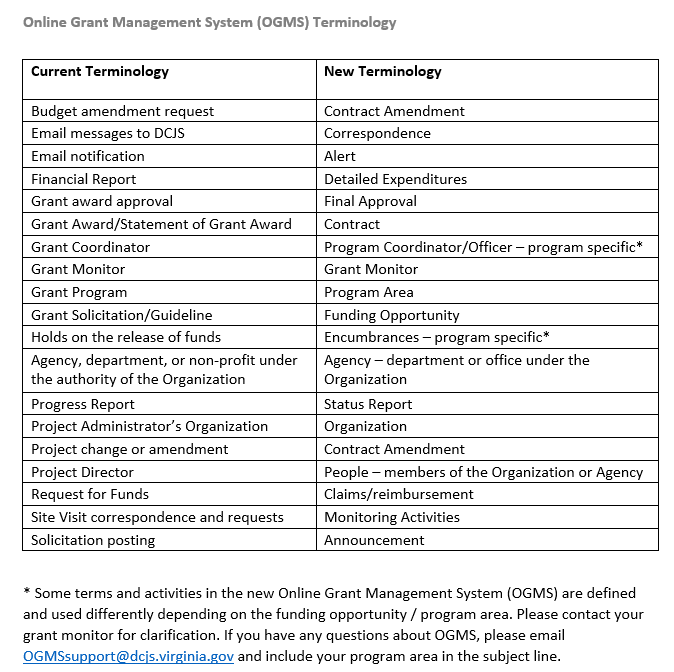 Online Grant Management System (OGMS) Terminology
Current Terminology New Terminology
Budget amendment request Contract Amendment
Email messages to DCJS Correspondence
Email notification Alert
Financial Report Detailed Expenditures
Grant award approval Final Approval
Grant Award/Statement of Grant Award Contract
Grant Coordinator Program Coordinator/Officer – program specific*
Grant Monitor Grant Monitor
Grant Program Program Area
Grant Solicitation/Guideline Funding Opportunity
Holds on the release of funds Encumbrances – program specific*
Agency, department, or non-profit under Agency – department or office under the
the authority of the Organization Organization
Progress Report Status Report
Project Administrator’s Organization Organization
Project change or amendment Contract Amendment
Project Director People – members of the Organization or Agency
Request for Funds Claims/reimbursement
Site Visit correspondence and requests Monitoring Activities
Solicitation posting Announcement
* Some terms and activities in the new Online Grant Management System (OGMS) are defined
and used differently depending on the funding opportunity / program area. Please contact your
grant monitor for clarification. If you have any questions about OGMS, please email
OGMSsupport@dcjs.virginia.gov and include your program area in the subject line.